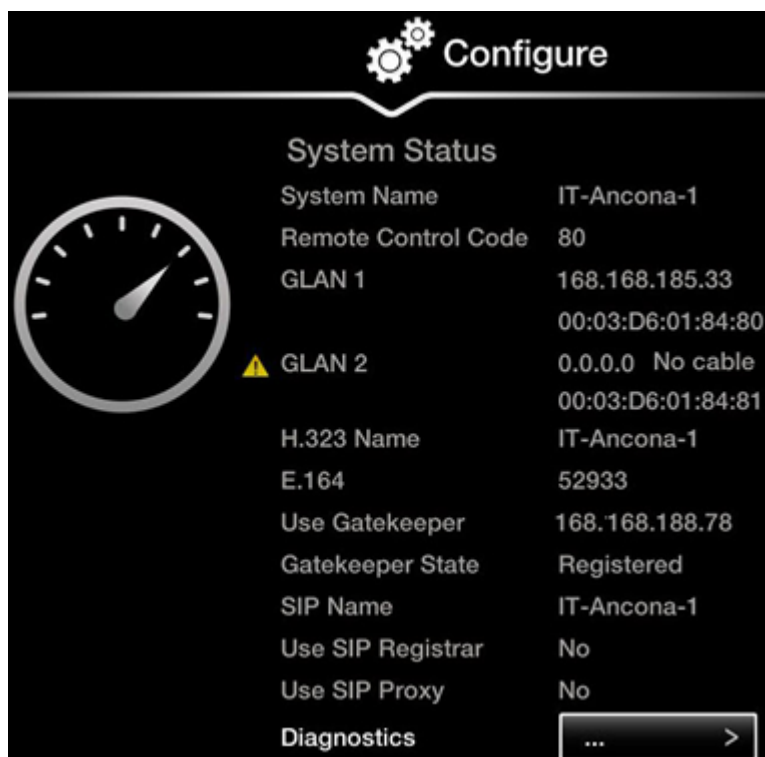 Configure
System Status
System Name IT-Ancona-1
Remote Control Code 80
GLAN 1 168.168.185.33
00:03:D6:01:84:80
GLAN 2 0.0.0.0 No cable
00:03:D6:01:84:81
H.323 Name IT-Ancona-1
E.164 52933
Use Gatekeeper 168.168.188.78
Gatekeeper State Registered
SIP Name IT-Ancona-1
Use SIP Registrar No
Use SIP Proxy No
Diagnostics ... >